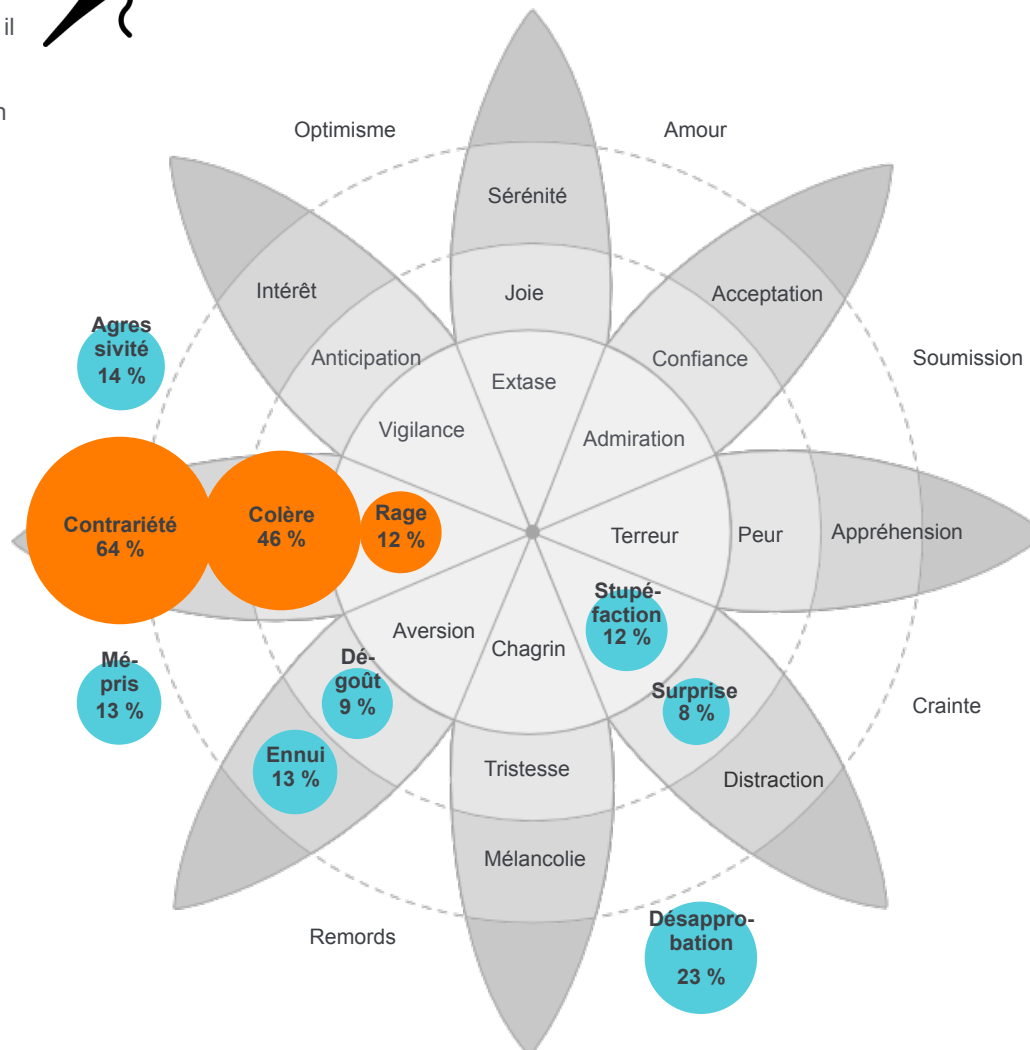 il
n
Optimisme
Amour
Sérénité
Intérêt
Joie
Acceptation
Agres
sivité
14 %
Anticipation
Confiance
Soumission
Extase
Vigilance
Admiration
Contrariété
64 %
Colère
46 %
Rage
12 %
Terreur
Peur
Appréhension
Stupé-
faction
12 %
Aversion
Chagrin
Mé-
pris
13 %
Dé-
goût
9 %
Surprise
8 %
Crainte
Ennui
13 %
Tristesse
Distraction
Mélancolie
Remords
Désappro-
bation
23 %